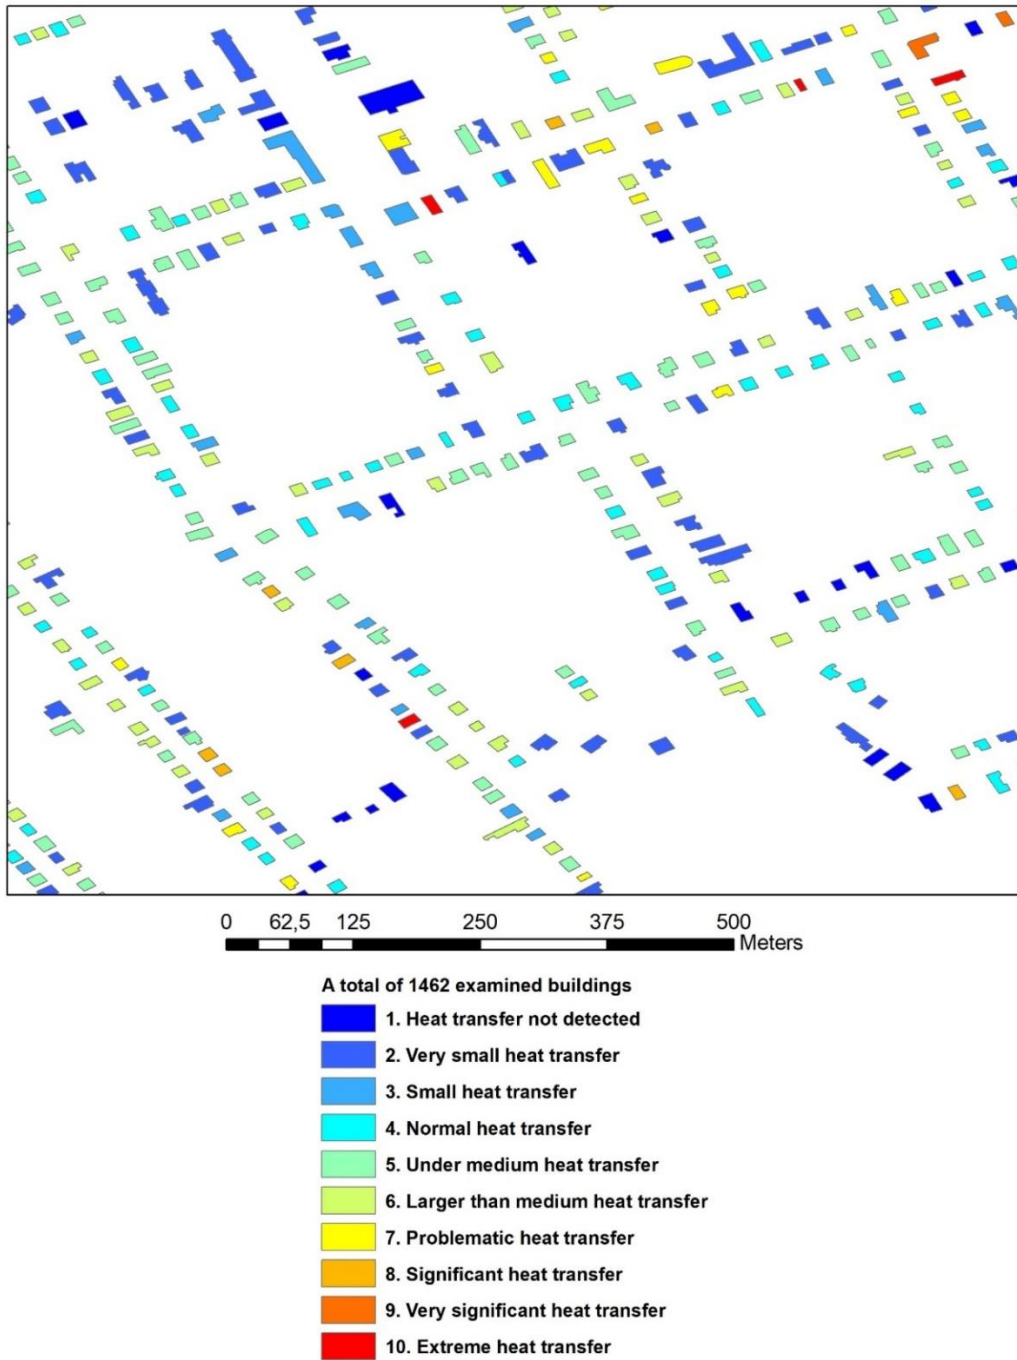 0 62,5 125 250 375 500
Meters
A total of 1462 examined buildings
1. Heat transfer not detected
2. Very small heat transfer
3. Small heat transfer
4. Normal heat transfer
5. Under medium heat transfer
6. Larger than medium heat transfer
7. Problematic heat transfer
8. Significant heat transfer
9. Very significant heat transfer
10. Extreme heat transfer